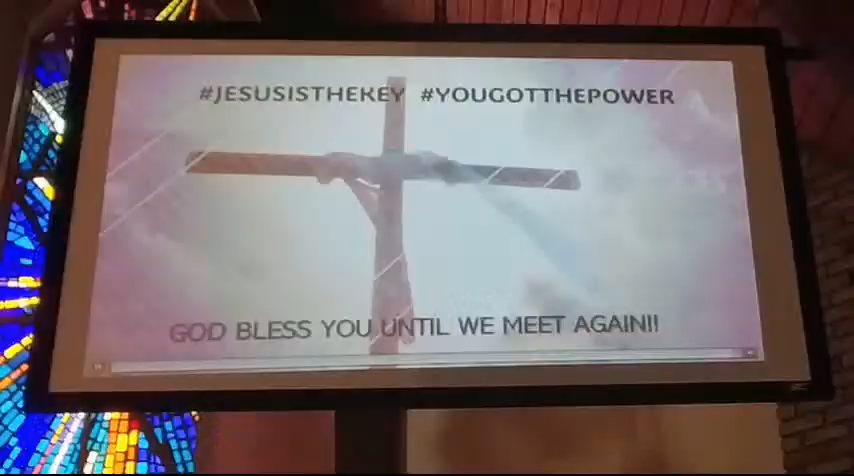 #JESUSISTHEKEY #YOUGOTTHEPOWER
GOD BLESS YOU UNTIL WE MEET AGAIN!!